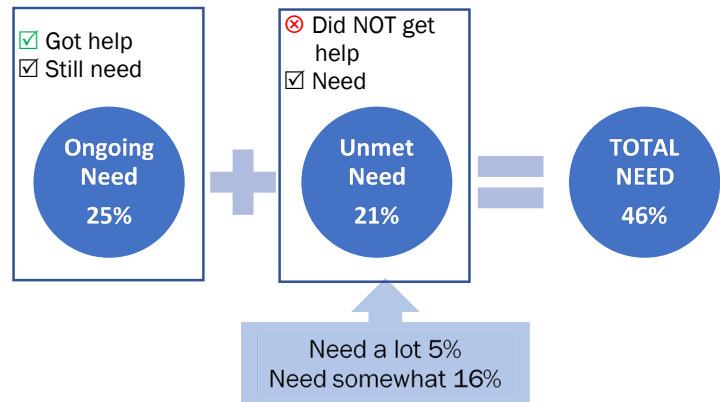 Got help
Still need
Ongoing
Need
25%
Did NOT get
help
Need
Unmet
Need
21%
TOTAL
NEED
46%
Need a lot 5%
Need somewhat 16%